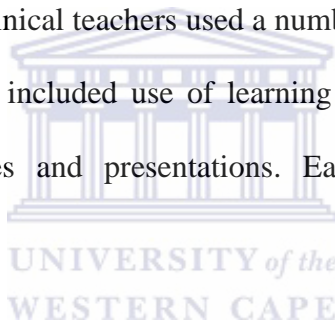 nical teachers used a numb
included use of learning
es and presentations. Ea
UNIVERSITY of the
WESTERN CAPE